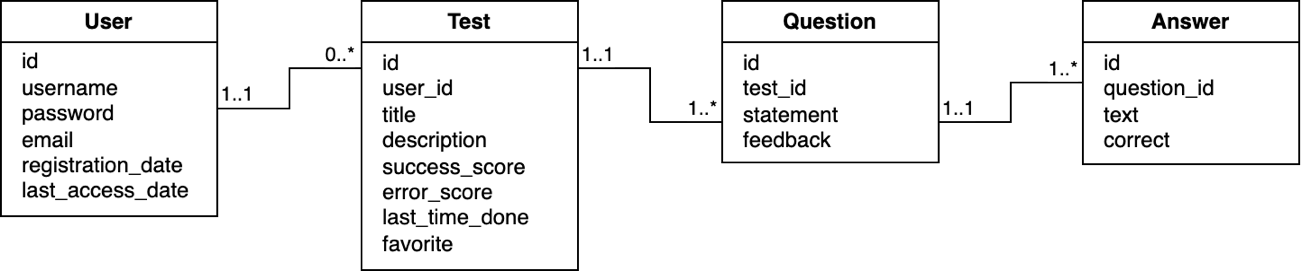 User
id
username
password
email
registration_date
last_access_date
1..1
0..*
Test
id
user_id
title
description
success_score
error_score
last_time_done
favorite
1..1
1..*
Question
id
test_id
statement
feedback
1..1
1..*
Answer
id
question_id
text
correct